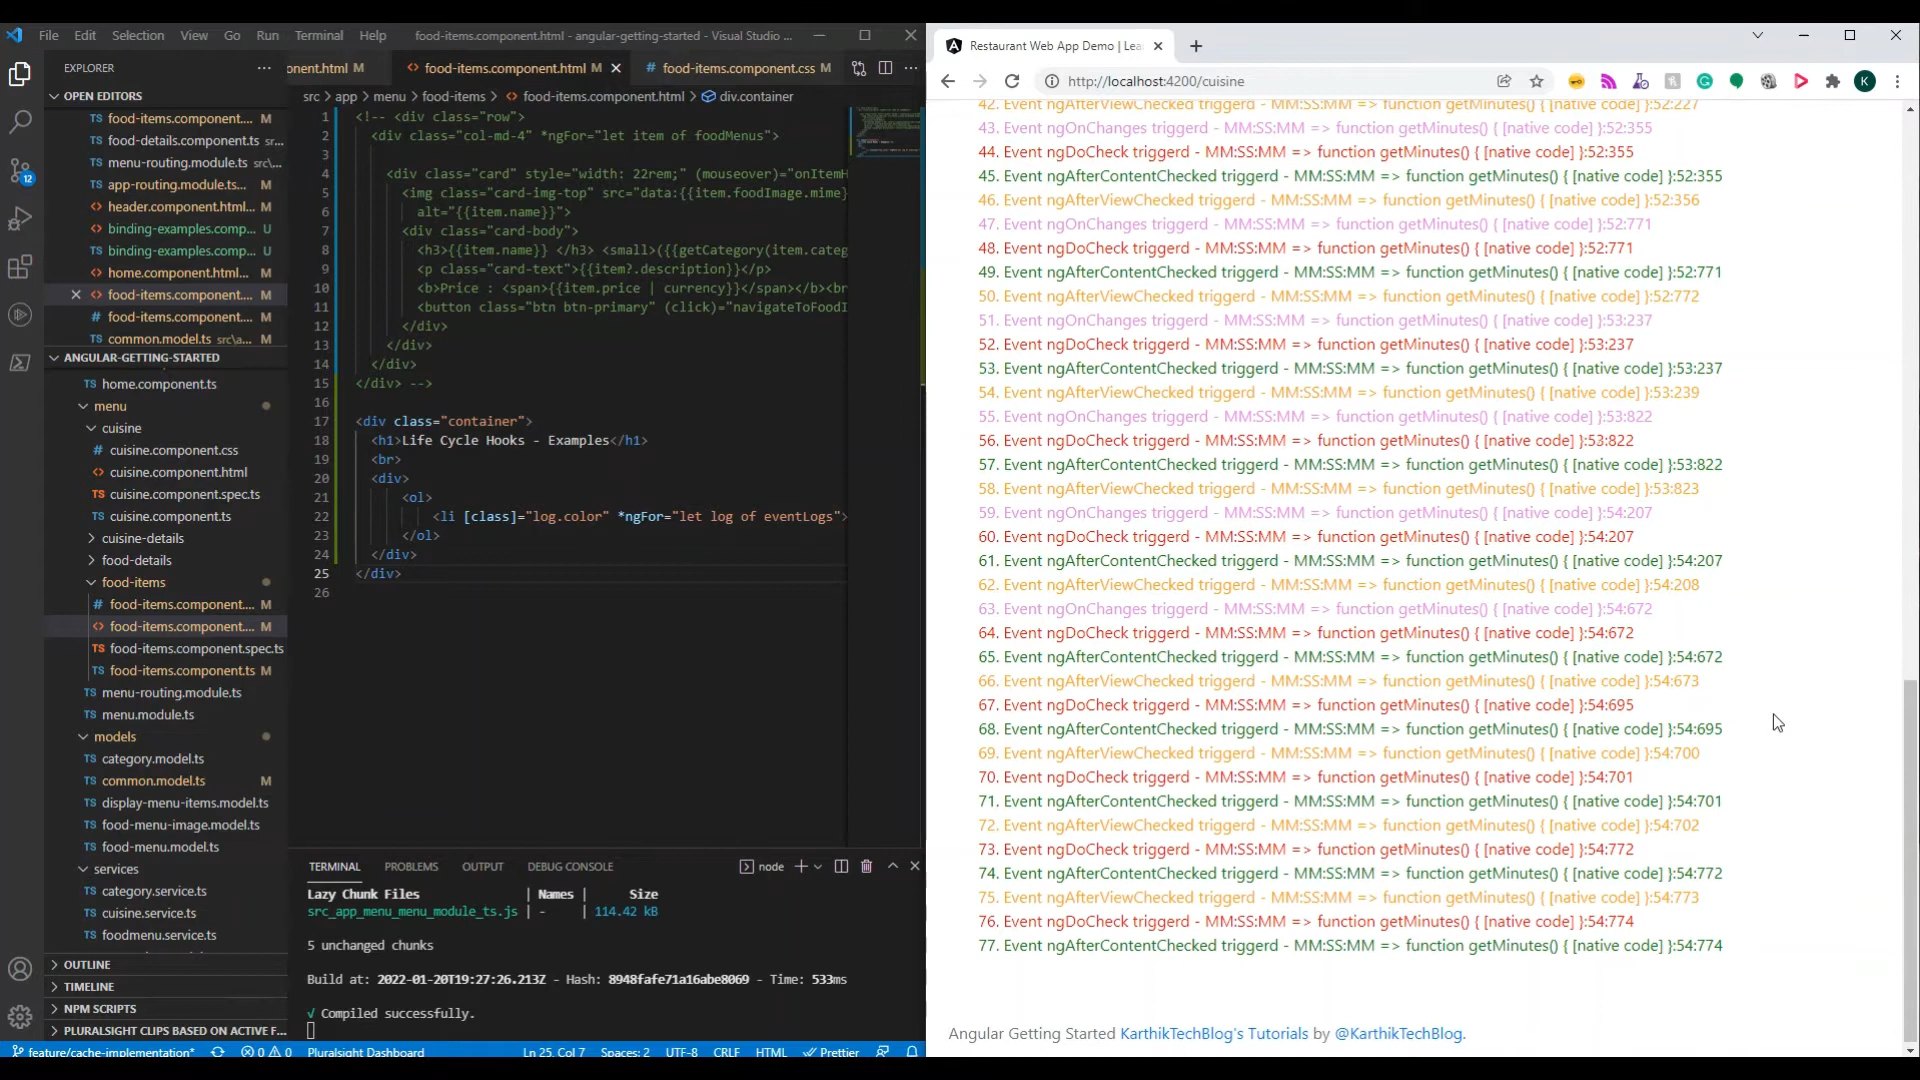 File Edit Selection View Go Run Terminal Help food-items.component.html - angular-getting-started - Visual Studio ...
EXPLORER
OPEN EDITORS
food-items.component.... M
food-details.component.ts sr...
menu-routing.module.ts src\...
app-routing.module.ts... M
header.component.html... M
binding-examples.comp... U
binding-examples.comp... U
home.component.html... M
food-items.component.... M
food-items.component.... M
common.model.ts src\a... M
ANGULAR-GETTING-STARTED
home.component.ts
menu
cuisine
cuisine.component.css
cuisine.component.html
cuisine.component.spec.ts
cuisine.component.ts
cuisine-details
food-details
food-items
food-items.component.... M
food-items.component.... M
food-items.component.spec.ts
food-items.component.ts M
menu-routing.module.ts
menu.module.ts
models
category.model.ts
common.model.ts M
display-menu-items.model.ts
food-menu-image.model.ts
food-menu.model.ts
services
category.service.ts
cuisine.service.ts
foodmenu.service.ts
OUTLINE
TIMELINE
NPM SCRIPTS
PLURALSIGHT CLIPS BASED ON ACTIVE F...
12
onent.html M food-items.component.html M food-items.component.css M
src > app > menu > food-items > food-items.component.html > div.container
1 <!-- <div class="row">
2 <div class="col-md-4" *ngFor="let item of foodMenus">
3
4 <div class="card" style="width: 22rem;" (mouseover)="onItemH
5 <img class="card-img-top" src="data:{{item.foodImage.mime}
6 alt="{{item.name}}">
7 <div class="card-body">
8 <h3>{{item.name}} </h3> <small>({{getCategory(item.categ
9 <p class="card-text">{{item?.description}}</p>
10 <b>Price : <span>{{item.price | currency}}</span></b><br
11 <button class="btn btn-primary" (click)="navigateToFoodI
12 </div>
13 </div>
14 </div>
15 </div> -->
16
17 <div class="container">
18 <h1>Life Cycle Hooks - Examples</h1>
19 <br>
20 <div>
21 <ol>
22 <li [class]="log.color" *ngFor="let log of eventLogs">
23 </ol>
24 </div>
25 </div>
26
TERMINAL PROBLEMS OUTPUT DEBUG CONSOLE node
Lazy Chunk Files | Names | Size
src_app_menu_menu_module_ts.js | - | 114.42 kB
5 unchanged chunks
Build at: 2022-01-20T19:27:26.213Z - Hash: 8948fafe71a16abe8069 - Time: 533ms
√ Compiled successfully.
feature/cache-implementation* 0 0 Pluralsight Dashboard Ln 25, Col 7 Spaces: 2 UTF-8 CRLF HTML Prettier
Restaurant Web App Demo | Lea
http://localhost:4200/cuisine
K
42. Event ngAfterViewChecked triggerd - MM:SS:MM => function getMinutes() { [native code] }:52:227
43. Event ngOnChanges triggerd - MM:SS:MM => function getMinutes() { [native code] }:52:355
44. Event ngDoCheck triggerd - MM:SS:MM => function getMinutes() { [native code] }:52:355
45. Event ngAfterContentChecked triggerd - MM:SS:MM => function getMinutes() { [native code] }:52:355
46. Event ngAfterViewChecked triggerd - MM:SS:MM => function getMinutes() { [native code] }:52:356
47. Event ngOnChanges triggerd - MM:SS:MM => function getMinutes() { [native code] }:52:771
48. Event ngDoCheck triggerd - MM:SS:MM => function getMinutes() { [native code] }:52:771
49. Event ngAfterContentChecked triggerd - MM:SS:MM => function getMinutes() { [native code] }:52:771
50. Event ngAfterViewChecked triggerd - MM:SS:MM => function getMinutes() { [native code] }:52:772
51. Event ngOnChanges triggerd - MM:SS:MM => function getMinutes() { [native code] }:53:237
52. Event ngDoCheck triggerd - MM:SS:MM => function getMinutes() { [native code] }:53:237
53. Event ngAfterContentChecked triggerd - MM:SS:MM => function getMinutes() { [native code] }:53:237
54. Event ngAfterViewChecked triggerd - MM:SS:MM => function getMinutes() { [native code] }:53:239
55. Event ngOnChanges triggerd - MM:SS:MM => function getMinutes() { [native code] }:53:822
56. Event ngDoCheck triggerd - MM:SS:MM => function getMinutes() { [native code] }:53:822
57. Event ngAfterContentChecked triggerd - MM:SS:MM => function getMinutes() { [native code] }:53:822
58. Event ngAfterViewChecked triggerd - MM:SS:MM => function getMinutes() { [native code] }:53:823
59. Event ngOnChanges triggerd - MM:SS:MM => function getMinutes() { [native code] }:54:207
60. Event ngDoCheck triggerd - MM:SS:MM => function getMinutes() { [native code] }:54:207
61. Event ngAfterContentChecked triggerd - MM:SS:MM => function getMinutes() { [native code] }:54:207
62. Event ngAfterViewChecked triggerd - MM:SS:MM => function getMinutes() { [native code] }:54:208
63. Event ngOnChanges triggerd - MM:SS:MM => function getMinutes() { [native code] }:54:672
64. Event ngDoCheck triggerd - MM:SS:MM => function getMinutes() { [native code] }:54:672
65. Event ngAfterContentChecked triggerd - MM:SS:MM => function getMinutes() { [native code] }:54:672
66. Event ngAfterViewChecked triggerd - MM:SS:MM => function getMinutes() { [native code] }:54:673
67. Event ngDoCheck triggerd - MM:SS:MM => function getMinutes() { [native code] }:54:695
68. Event ngAfterContentChecked triggerd - MM:SS:MM => function getMinutes() { [native code] }:54:695
69. Event ngAfterViewChecked triggerd - MM:SS:MM => function getMinutes() { [native code] }:54:700
70. Event ngDoCheck triggerd - MM:SS:MM => function getMinutes() { [native code] }:54:701
71. Event ngAfterContentChecked triggerd - MM:SS:MM => function getMinutes() { [native code] }:54:701
72. Event ngAfterViewChecked triggerd - MM:SS:MM => function getMinutes() { [native code] }:54:702
73. Event ngDoCheck triggerd - MM:SS:MM => function getMinutes() { [native code] }:54:772
74. Event ngAfterContentChecked triggerd - MM:SS:MM => function getMinutes() { [native code] }:54:772
75. Event ngAfterViewChecked triggerd - MM:SS:MM => function getMinutes() { [native code] }:54:773
76. Event ngDoCheck triggerd - MM:SS:MM => function getMinutes() { [native code] }:54:774
77. Event ngAfterContentChecked triggerd - MM:SS:MM => function getMinutes() { [native code] }:54:774
Angular Getting Started KarthikTechBlog's Tutorials by @KarthikTechBlog.